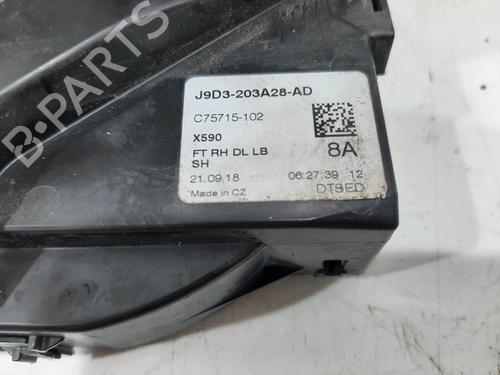 B-PARTS
J9D3-203A28-AD
C75715-102
X590
FT RH DL LB
SH
8A
21.09.18 06:27:39 12
Made in CZ DTSED